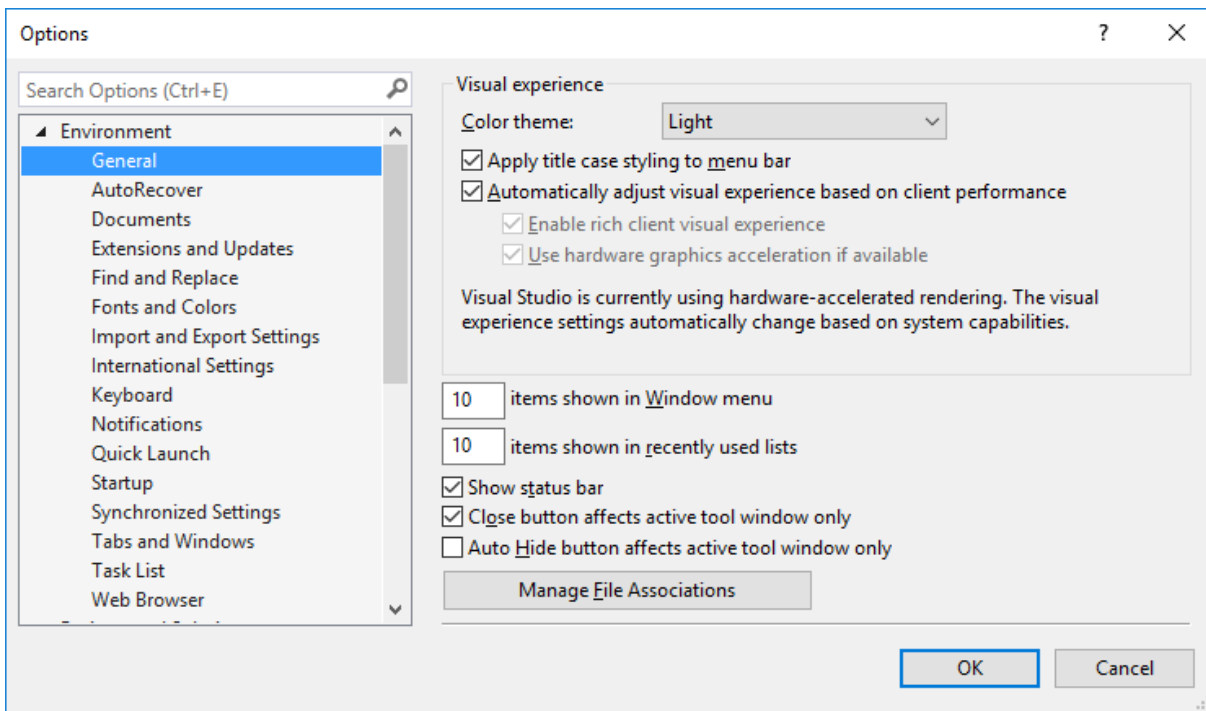 Options
?
Search Options (Ctrl+E)
Environment
General
AutoRecover
Documents
Extensions and Updates
Find and Replace
Fonts and Colors
Import and Export Settings
International Settings
Keyboard
Notifications
Quick Launch
Startup
Synchronized Settings
Tabs and Windows
Task List
Web Browser
Visual experience
Color theme:
Light
Apply title case styling to menu bar
Automatically adjust visual experience based on client performance
Enable rich client visual experience
Use hardware graphics acceleration if available
Visual Studio is currently using hardware-accelerated rendering. The visual
experience settings automatically change based on system capabilities.
10 items shown in Window menu
10 items shown in recently used lists
Show status bar
Close button affects active tool window only
Auto Hide button affects active tool window only
Manage File Associations
OK
Cancel